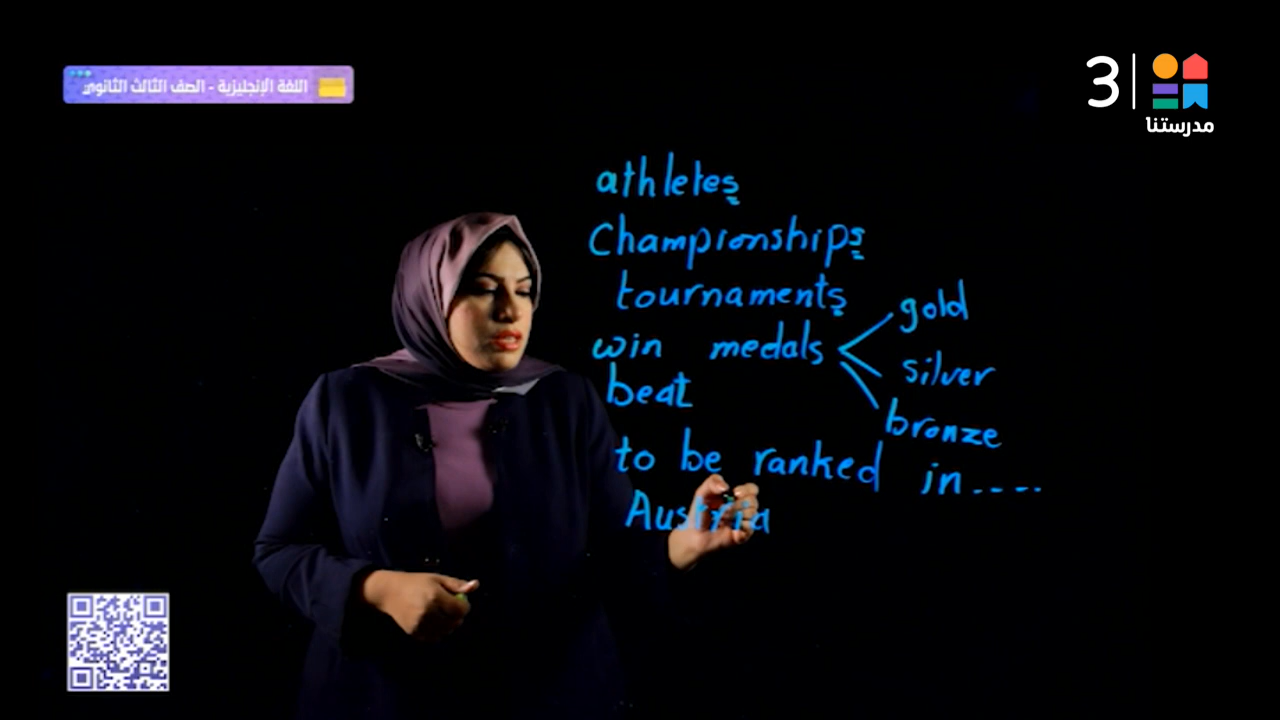 اللغة الإنجليزية - الصف الثالث الثانوي
3
مدرستنا
athletes
Championships
tournaments
win medals
gold
silver
bronze
beat
to be ranked in....
Austria